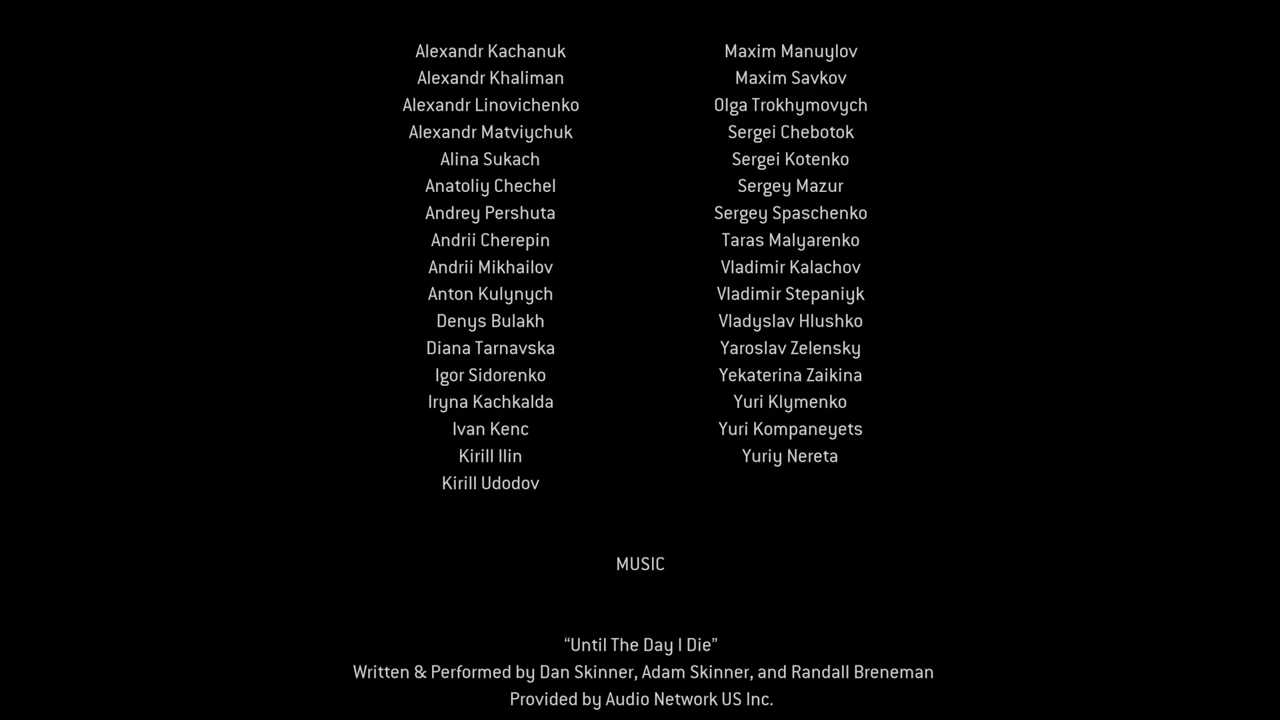 Alexandr Kachanuk
Alexandr Khaliman
Alexandr Linovichenko
Alexandr Matviychuk
Alina Sukach
Anatoliy Chechel
Andrey Pershuta
Andrii Cherepin
Andrii Mikhailov
Anton Kulynych
Denys Bulakh
Diana Tarnavska
Igor Sidorenko
Iryna Kachkalda
Ivan Kenc
Kirill Ilin
Kirill Udodov
Maxim Manuylov
Maxim Savkov
Olga Trokhymovych
Sergei Chebotok
Sergei Kotenko
Sergey Mazur
Sergey Spaschenko
Taras Malyarenko
Vladimir Kalachov
Vladimir Stepaniyk
Vladyslav Hlushko
Yaroslav Zelensky
Yekaterina Zaikina
Yuri Klymenko
Yuri Kompaneyets
Yuriy Nereta
MUSIC
“Until The Day I Die”
Written & Performed by Dan Skinner, Adam Skinner, and Randall Breneman
Provided by Audio Network US Inc.